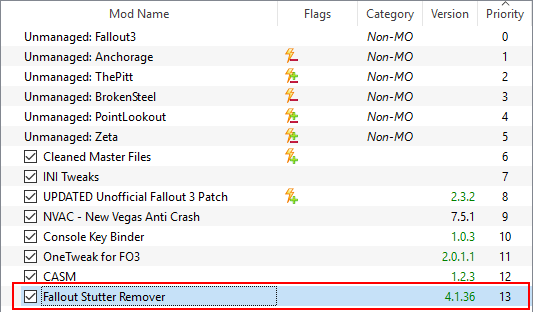 Mod Name Flags Category Version Priority
Unmanaged: Fallout3 Non-MO 0
Unmanaged: Anchorage Non-MO 1
Unmanaged: ThePitt Non-MO 2
Unmanaged: BrokenSteel Non-MO 3
Unmanaged: PointLookout Non-MO 4
Unmanaged: Zeta Non-MO 5
Cleaned Master Files 6
INI Tweaks 7
UPDATED Unofficial Fallout 3 Patch 2.3.2 8
NVAC - New Vegas Anti Crash 7.5.1 9
Console Key Binder 1.0.3 10
OneTweak for FO3 2.0.1.1 11
CASM 1.2.3 12
Fallout Stutter Remover 4.1.36 13